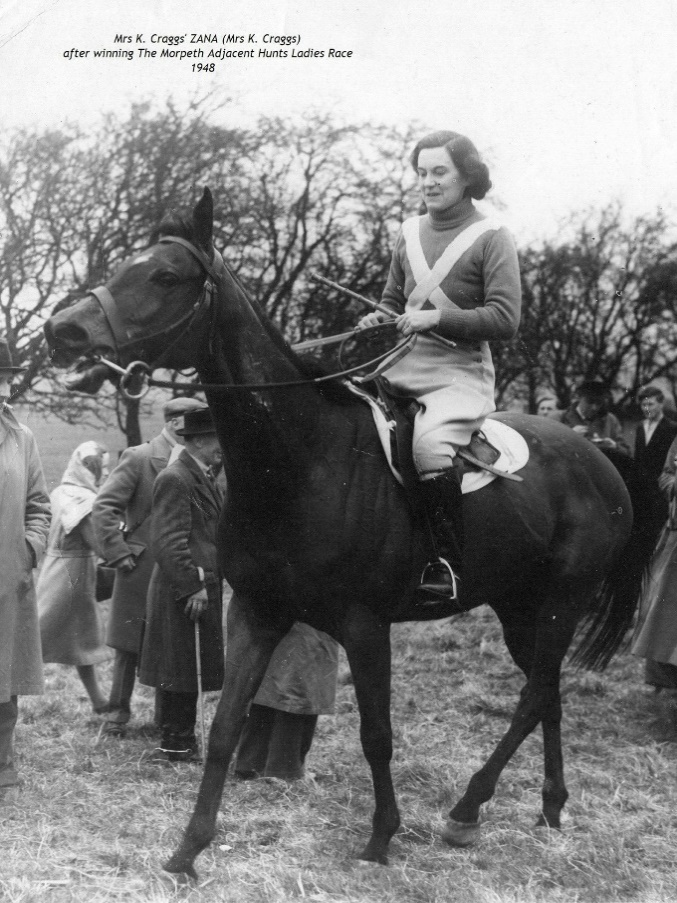 Mrs K. Craggs' ZANA (Mrs K. Craggs)
after winning The Morpeth Adjacent Hunts Ladies Race
1948